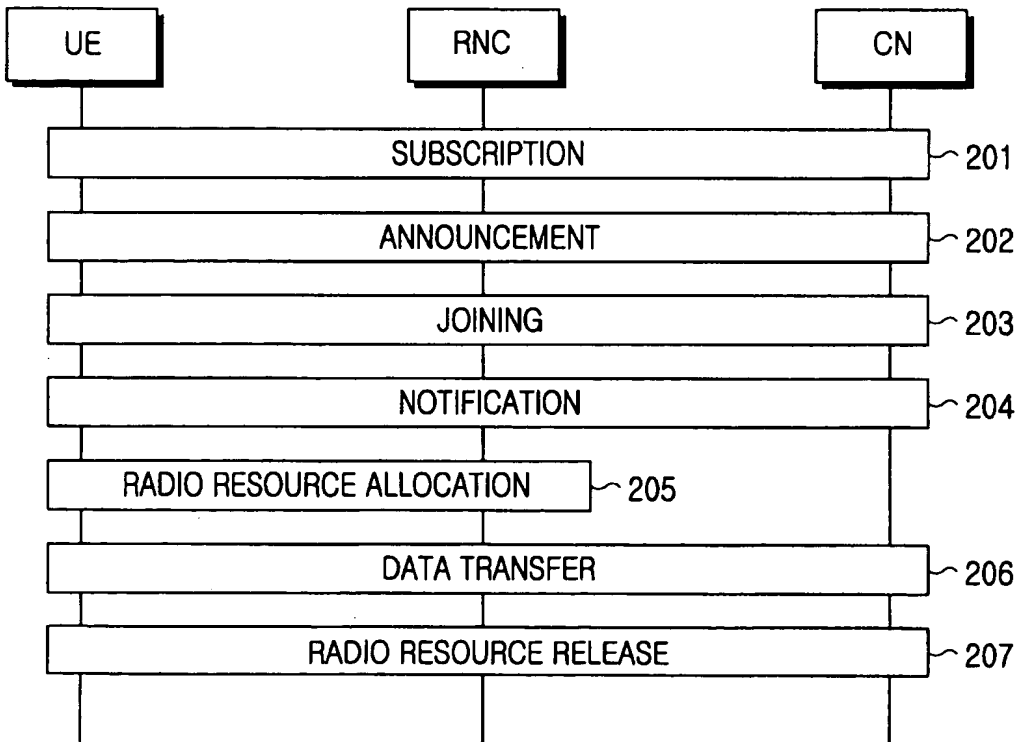 UE
RNC
CN
SUBSCRIPTION
201
ANNOUNCEMENT
202
JOINING
203
NOTIFICATION
204
RADIO RESOURCE ALLOCATION
205
DATA TRANSFER
206
RADIO RESOURCE RELEASE
207